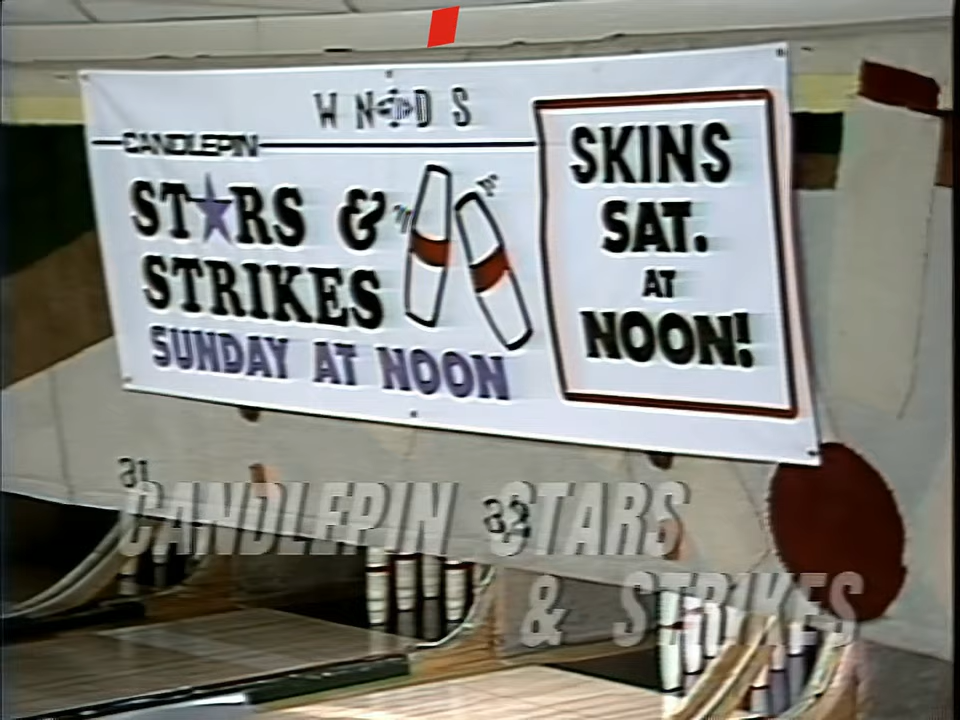 W N D S
CANDLEPIN
ST★RS &
STRIKES
SUNDAY AT NOON
SKINS
SAT.
AT
NOON!
31
32
CANDLEPIN STARS
& STRIKES